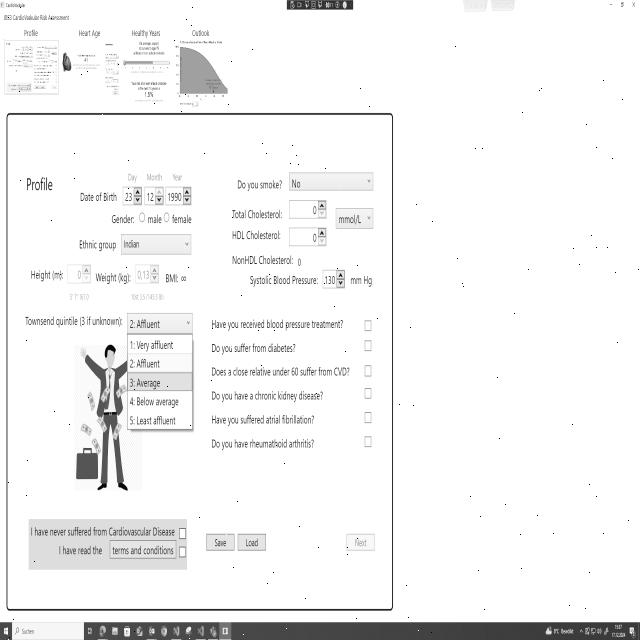 CardioVascular
JBS3 CardioVascular Risk Assessment
Profile Heart Age Healthy Years Outlook
1.5%
Profile
Day Month Year
Date of Birth 23 12 1990
Gender: male female
Ethnic group Indian
Height (m): 0 Weight (kg): 0,13 BMI: ∞
Townsend quintile (3 if unknown): 2: Affluent
1: Very affluent
2: Affluent
3: Average
4: Below average
5: Least affluent
Do you smoke? No
Total Cholesterol: 0 mmol/L
HDL Cholesterol: 0
NonHDL Cholesterol: 0
Systolic Blood Pressure: 130 mm Hg
Have you received blood pressure treatment?
Do you suffer from diabetes?
Does a close relative under 60 suffer from CVD?
Do you have a chronic kidney disease?
Have you suffered atrial fibrillation?
Do you have rheumatoid arthritis?
I have never suffered from Cardiovascular Disease
I have read the terms and conditions
Save Load Next
Suchen